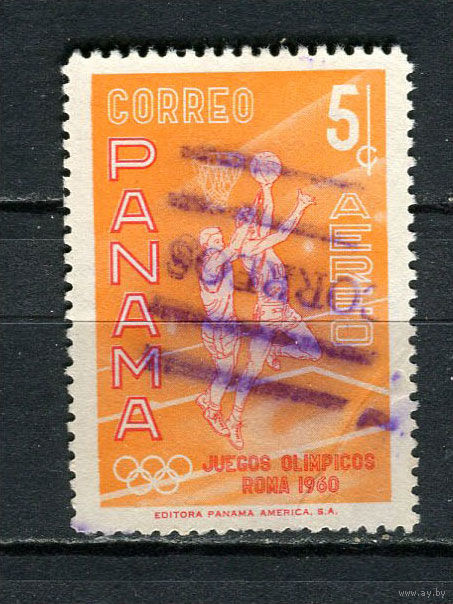 CORREO
5 c
PANAMA
AEREO
CORREOS
JUEGOS OLIMPICOS
ROMA 1960
EDITORA PANAMA AMERICA, S.A.
www.ay.by